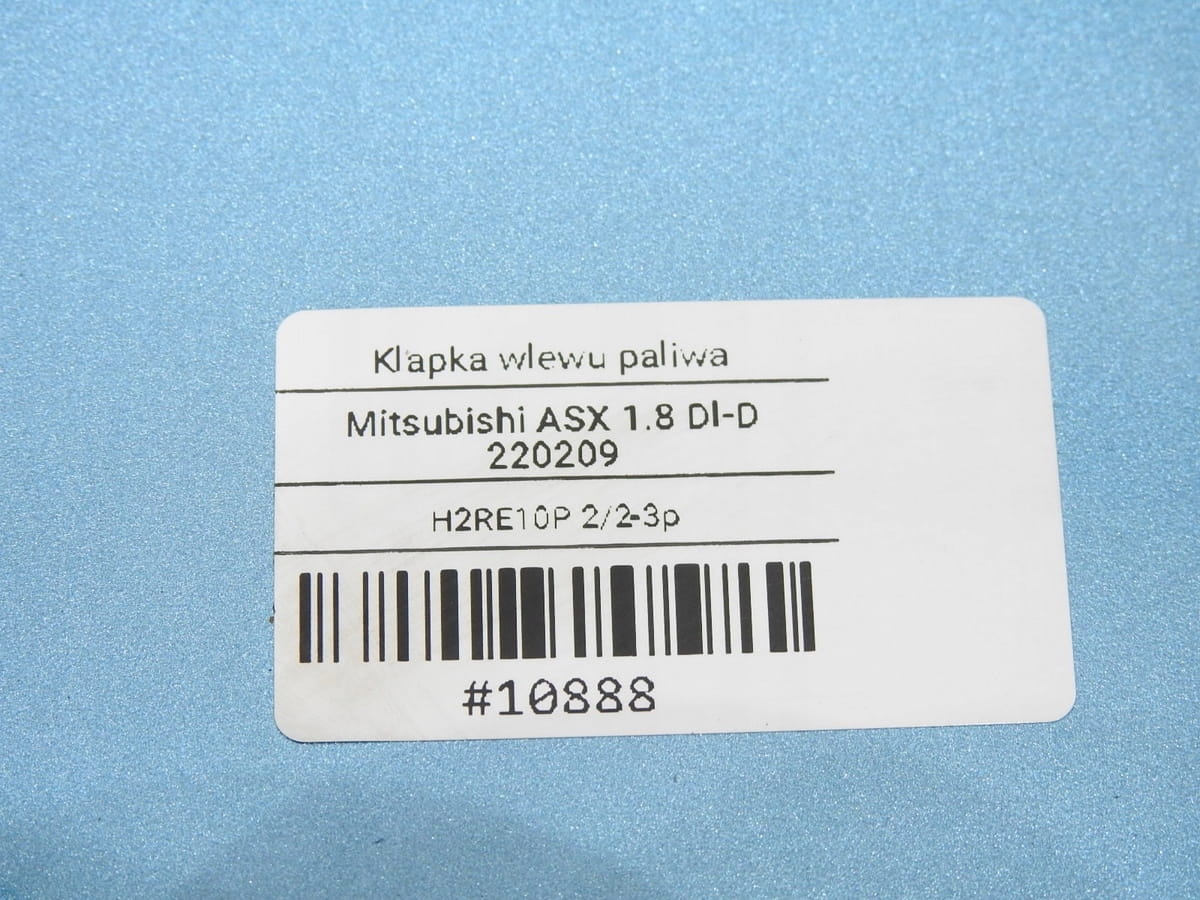 Klapka wlewu paliwa
Mitsubishi ASX 1.8 DI-D
220209
H2RE10P 2/2-3p
#10888